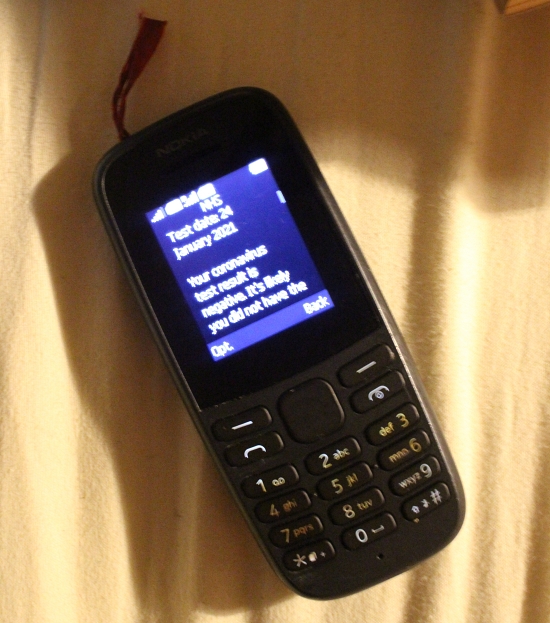 NOKIA
NHS
Test date: 24
January 2021
Your coronavirus
test result is
negative. It's likely
you did not have the
Opt. Back
1
2 abc
def 3
4 ghi
5 jkl
mno 6
7 pqrs
8 tuv
wxyz 9
*
0
#